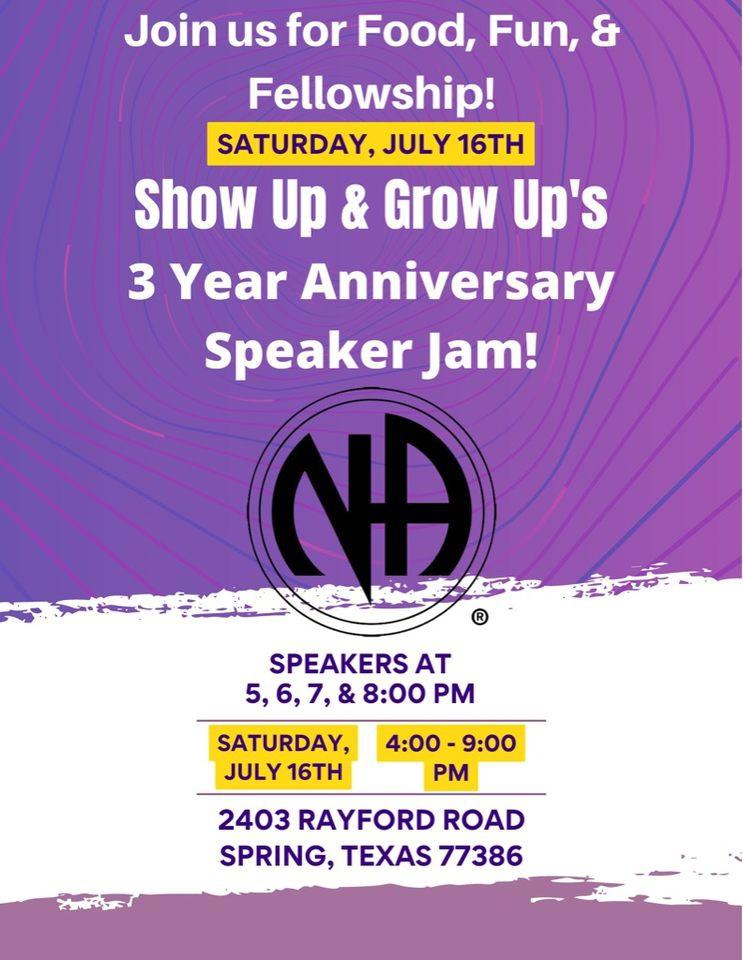 Join us for Food, Fun, &
Fellowship!
SATURDAY, JULY 16TH
Show Up & Grow Up's
3 Year Anniversary
Speaker Jam!
NA
®
SPEAKERS AT
5, 6, 7, & 8:00 PM
SATURDAY, 4:00 - 9:00
JULY 16TH PM
2403 RAYFORD ROAD
SPRING, TEXAS 77386